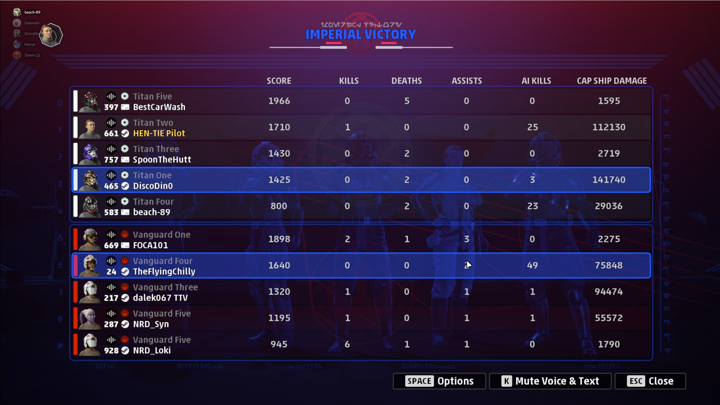 beach-89
IMPERIAL VICTORY
SCORE KILLS DEATHS ASSISTS AI KILLS CAP SHIP DAMAGE
Titan Five
397 BestCarWash 1966 0 5 0 0 1595
Titan Two
661 HEN-TIE Pilot 1710 1 0 0 25 112130
Titan Three
757 SpoonTheHutt 1430 0 2 0 0 2719
Titan One
465 DiscoDin0 1425 0 2 0 3 141740
Titan Four
583 beach-89 800 0 2 0 23 29036
Vanguard One
669 FOCA101 1898 2 1 3 0 2275
Vanguard Four
24 TheFlyingChilly 1640 0 0 49 75848
Vanguard Three
217 dalek067 TTV 1320 1 0 1 1 94474
Vanguard Five
287 NRD_Syn 1195 1 0 1 1 55572
Vanguard Five
928 NRD_Loki 945 6 1 1 0 1790
SPACE Options K Mute Voice & Text ESC Close